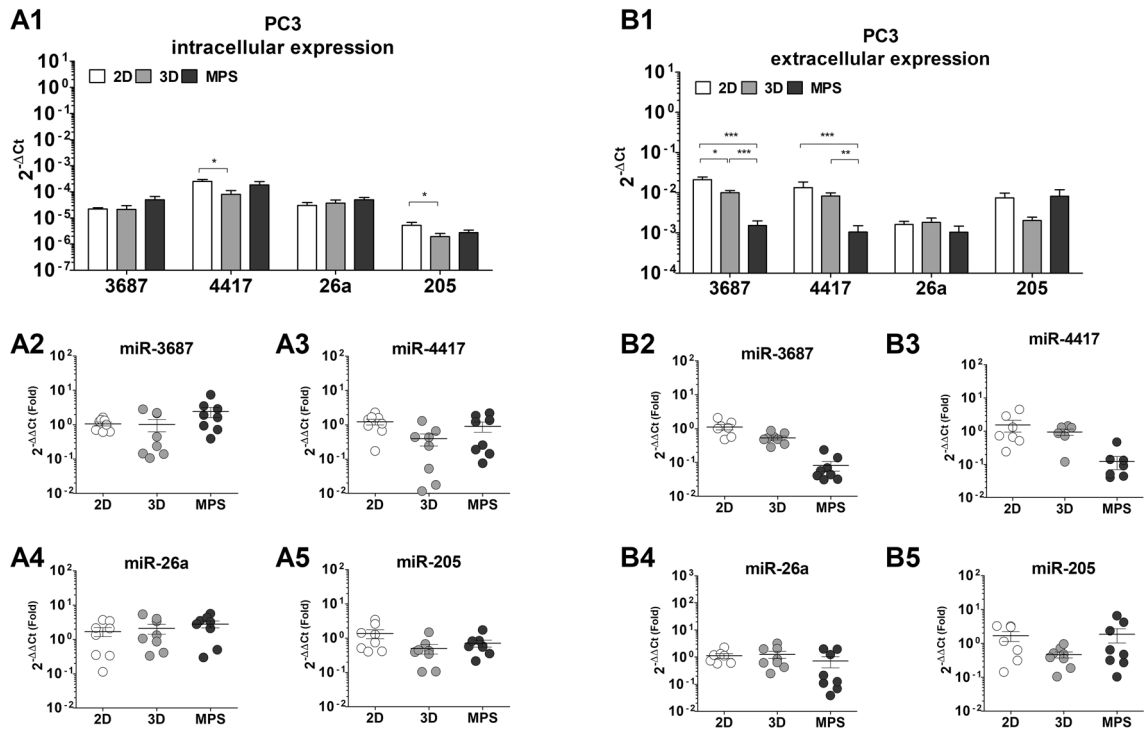 A1
PC3
intracellular expression
2D 3D MPS
2^-ΔCt
10^1
10^0
10^-1
10^-2
10^-3
10^-4
10^-5
10^-6
10^-7
*
*
3687 4417 26a 205
B1
PC3
extracellular expression
2D 3D MPS
2^-ΔCt
10^1
10^0
10^-1
10^-2
10^-3
10^-4
*** ***
* *** **
3687 4417 26a 205
A2
miR-3687
2^-ΔΔCt (Fold)
10^2
10^1
10^0
10^-1
10^-2
2D 3D MPS
A3
miR-4417
2^-ΔΔCt (Fold)
10^2
10^1
10^0
10^-1
10^-2
2D 3D MPS
B2
miR-3687
2^-ΔΔCt (Fold)
10^2
10^1
10^0
10^-1
10^-2
2D 3D MPS
B3
miR-4417
2^-ΔΔCt (Fold)
10^2
10^1
10^0
10^-1
10^-2
2D 3D MPS
A4
miR-26a
2^-ΔΔCt (Fold)
10^2
10^1
10^0
10^-1
10^-2
2D 3D MPS
A5
miR-205
2^-ΔΔCt (Fold)
10^2
10^1
10^0
10^-1
10^-2
2D 3D MPS
B4
miR-26a
2^-ΔΔCt (Fold)
10^3
10^2
10^1
10^0
10^-1
10^-2
2D 3D MPS
B5
miR-205
2^-ΔΔCt (Fold)
10^2
10^1
10^0
10^-1
10^-2
2D 3D MPS